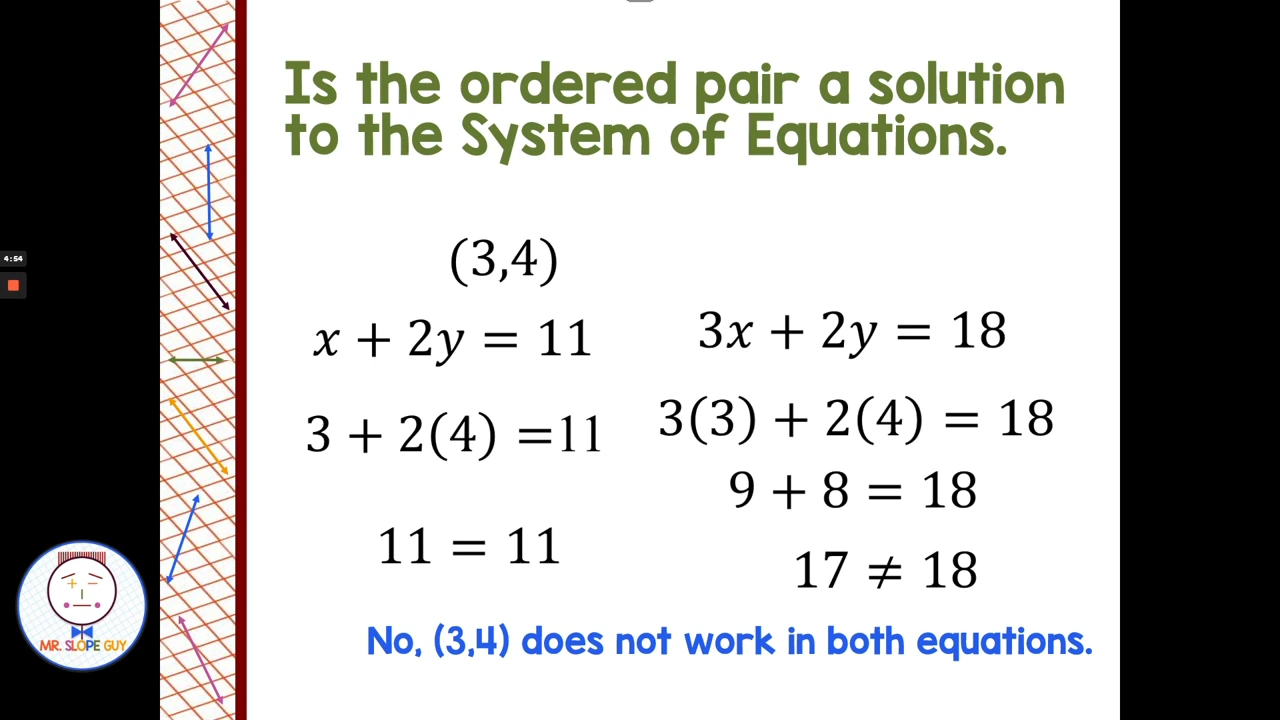 Is the ordered pair a solution
to the System of Equations.
(3,4)
x + 2y = 11
3 + 2(4) =11
11 = 11
3x + 2y = 18
3(3) + 2(4) = 18
9 + 8 = 18
17 ≠ 18
No, (3,4) does not work in both equations.
4:54
MR. SLOPE GUY